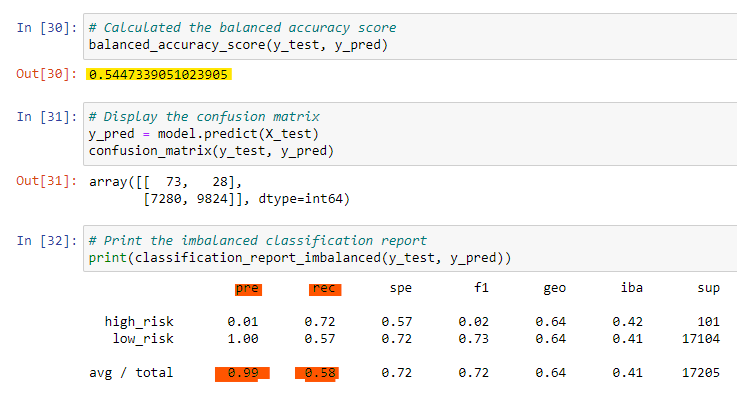 In [30]: # Calculated the balanced accuracy score
balanced_accuracy_score(y_test, y_pred)
Out[30]: 0.5447339051023905
In [31]: # Display the confusion matrix
y_pred = model.predict(X_test)
confusion_matrix(y_test, y_pred)
Out[31]: array([[  73,   28],
       [7280, 9824]], dtype=int64)
In [32]: # Print the imbalanced classification report
print(classification_report_imbalanced(y_test, y_pred))
pre rec spe f1 geo iba sup
high_risk 0.01 0.72 0.57 0.02 0.64 0.42 101
low_risk 1.00 0.57 0.72 0.73 0.64 0.41 17104
avg / total 0.99 0.58 0.72 0.72 0.64 0.41 17205